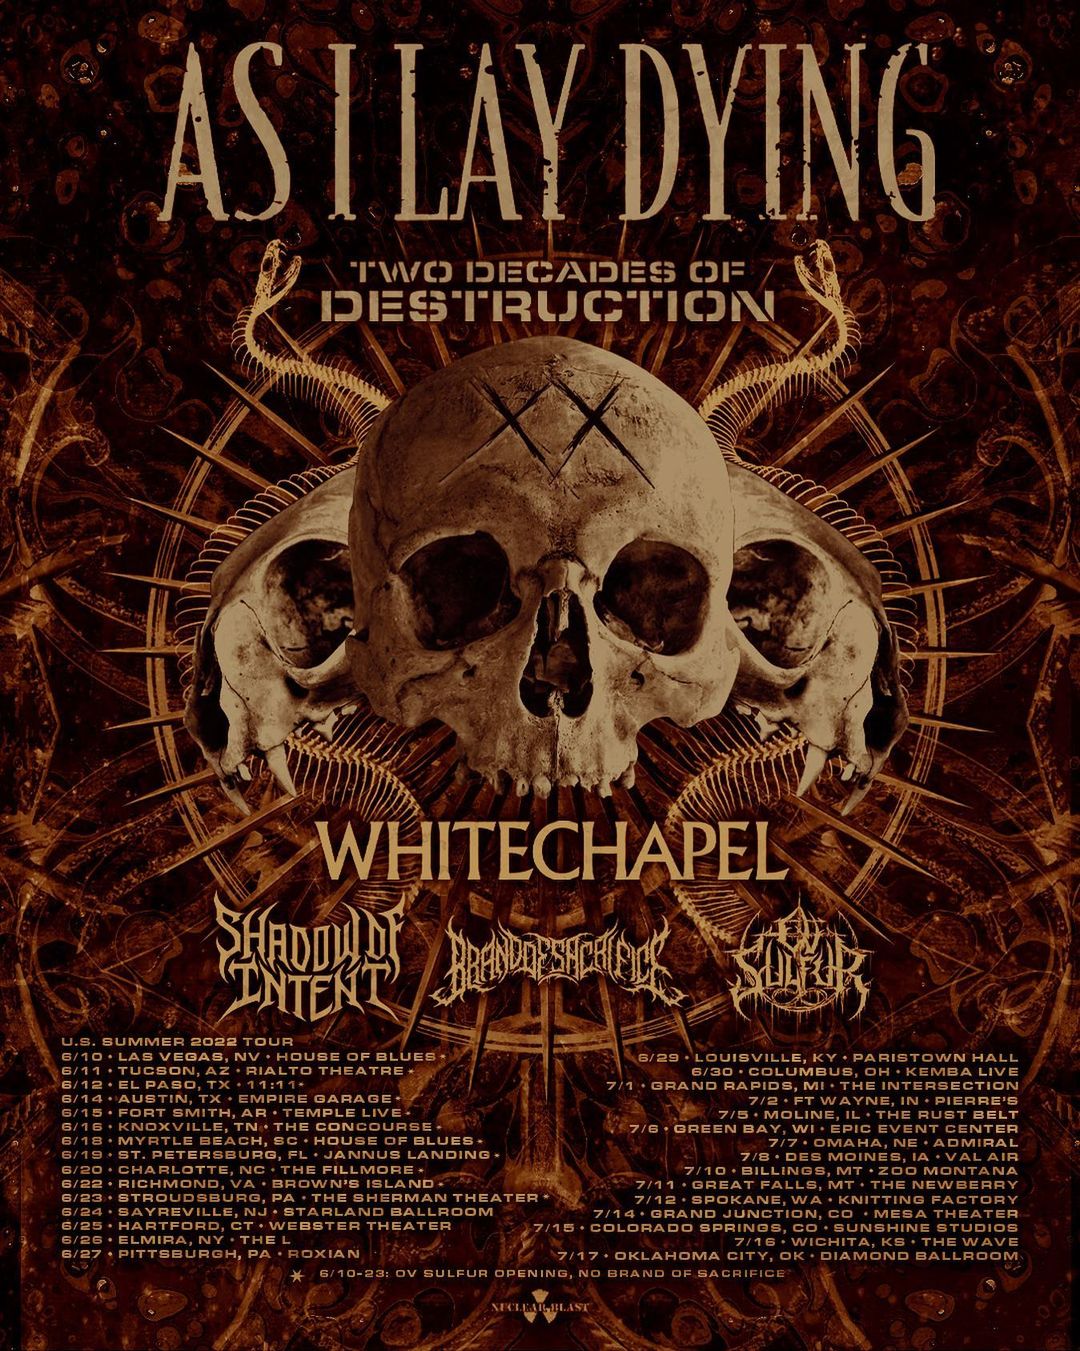 AS I LAY DYING
TWO DECADES OF
DESTRUCTION
XX
WHITECHAPEL
SHADOW OF
INTENT
BRAND OF SACRIFICE
OV
SULFUR
U.S. SUMMER 2022 TOUR
6/10 • LAS VEGAS, NV • HOUSE OF BLUES*
6/11 • TUCSON, AZ • RIALTO THEATRE*
6/12 • EL PASO, TX • 11:11*
6/14 • AUSTIN, TX • EMPIRE GARAGE*
6/15 • FORT SMITH, AR • TEMPLE LIVE*
6/16 • KNOXVILLE, TN • THE CONCOURSE*
6/18 • MYRTLE BEACH, SC • HOUSE OF BLUES*
6/19 • ST. PETERSBURG, FL • JANNUS LANDING*
6/20 • CHARLOTTE, NC • THE FILLMORE*
6/22 • RICHMOND, VA • BROWN'S ISLAND*
6/23 • STROUDSBURG, PA • THE SHERMAN THEATER*
6/24 • SAYREVILLE, NJ • STARLAND BALLROOM
6/25 • HARTFORD, CT • WEBSTER THEATER
6/26 • ELMIRA, NY • THE L
6/27 • PITTSBURGH, PA • ROXIAN
6/29 • LOUISVILLE, KY • PARISTOWN HALL
6/30 • COLUMBUS, OH • KEMBA LIVE
7/1 • GRAND RAPIDS, MI • THE INTERSECTION
7/2 • FT WAYNE, IN • PIERRE'S
7/5 • MOLINE, IL • THE RUST BELT
7/6 • GREEN BAY, WI • EPIC EVENT CENTER
7/7 • OMAHA, NE • ADMIRAL
7/8 • DES MOINES, IA • VAL AIR
7/10 • BILLINGS, MT • ZOO MONTANA
7/11 • GREAT FALLS, MT • THE NEWBERRY
7/12 • SPOKANE, WA • KNITTING FACTORY
7/14 • GRAND JUNCTION, CO • MESA THEATER
7/15 • COLORADO SPRINGS, CO • SUNSHINE STUDIOS
7/16 • WICHITA, KS • THE WAVE
7/17 • OKLAHOMA CITY, OK • DIAMOND BALLROOM
* 6/10-23: OV SULFUR OPENING, NO BRAND OF SACRIFICE
NUCLEAR BLAST